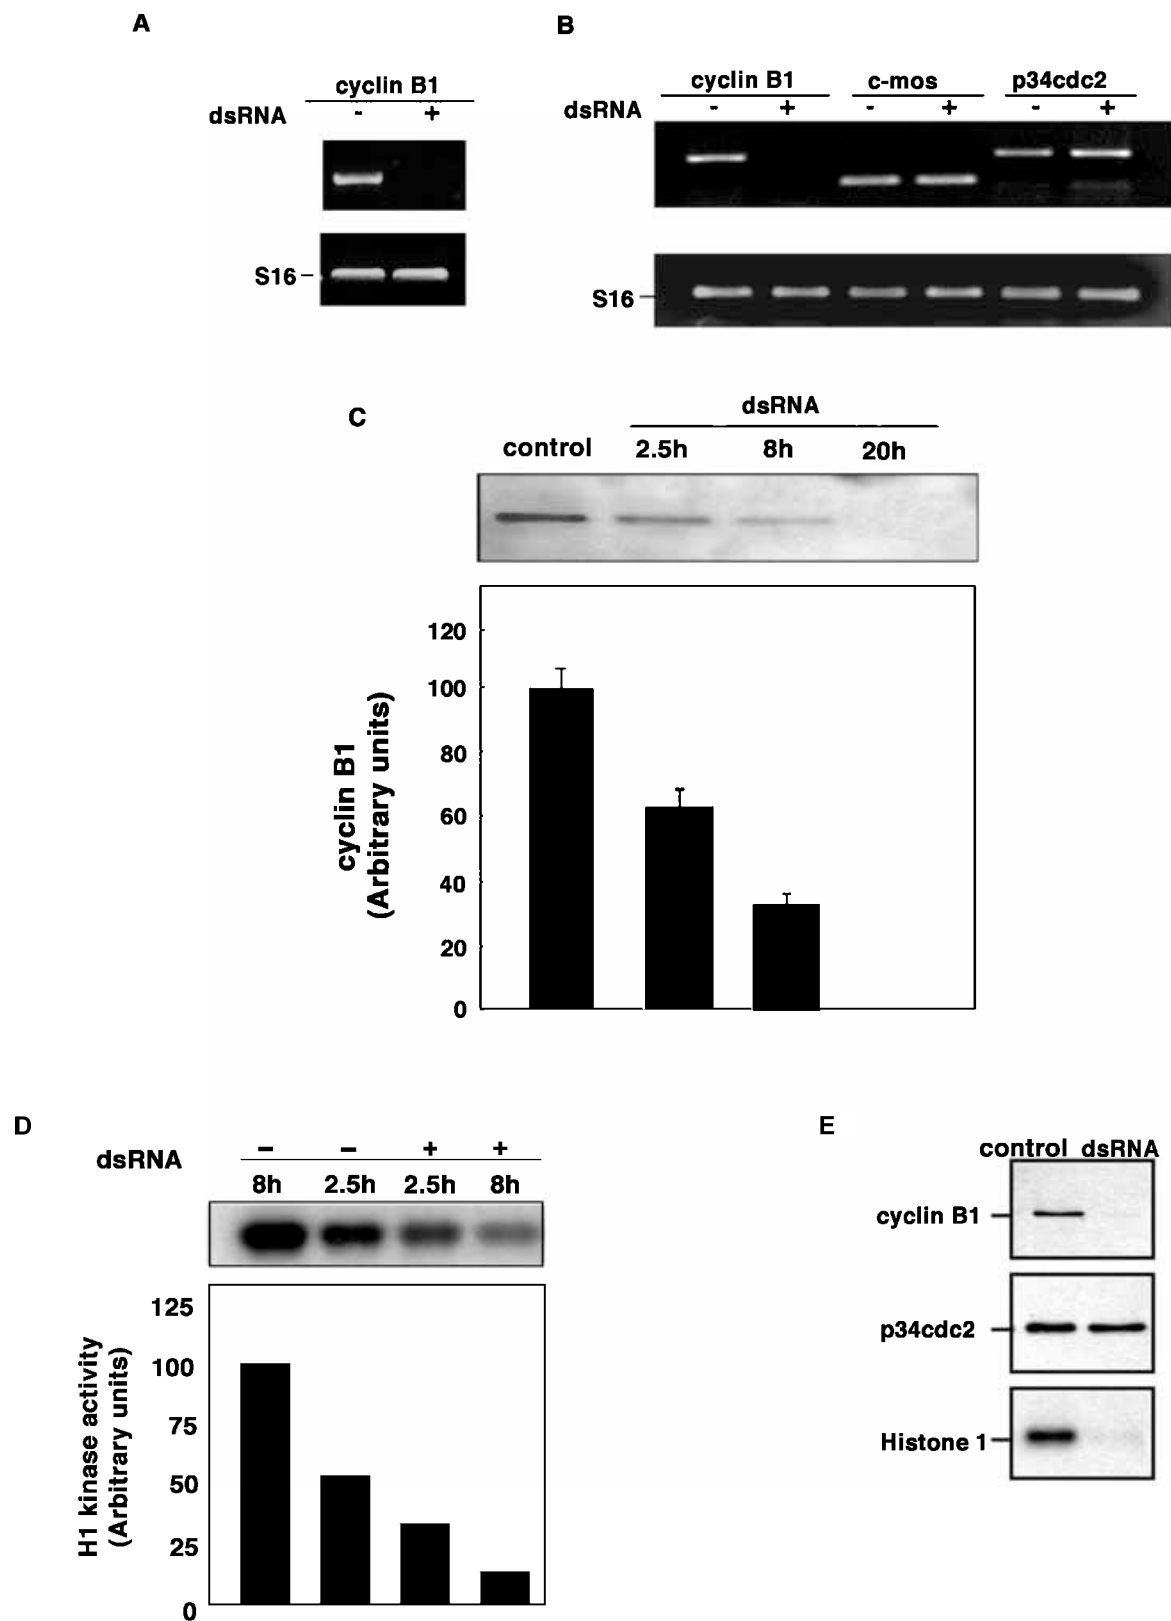 A
cyclin B1
dsRNA - +
S16
B
cyclin B1 c-mos p34cdc2
dsRNA - + - + - +
S16
C
dsRNA
control 2.5h 8h 20h
120
100
80
60
40
20
0
cyclin B1
(Arbitrary units)
D
dsRNA – – + +
8h 2.5h 2.5h 8h
125
100
75
50
25
0
H1 kinase activity
(Arbitrary units)
E
control dsRNA
cyclin B1
p34cdc2
Histone 1